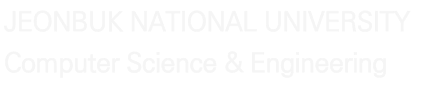 JEONBUK NATIONAL UNIVERSITY
Computer Science & Engineering